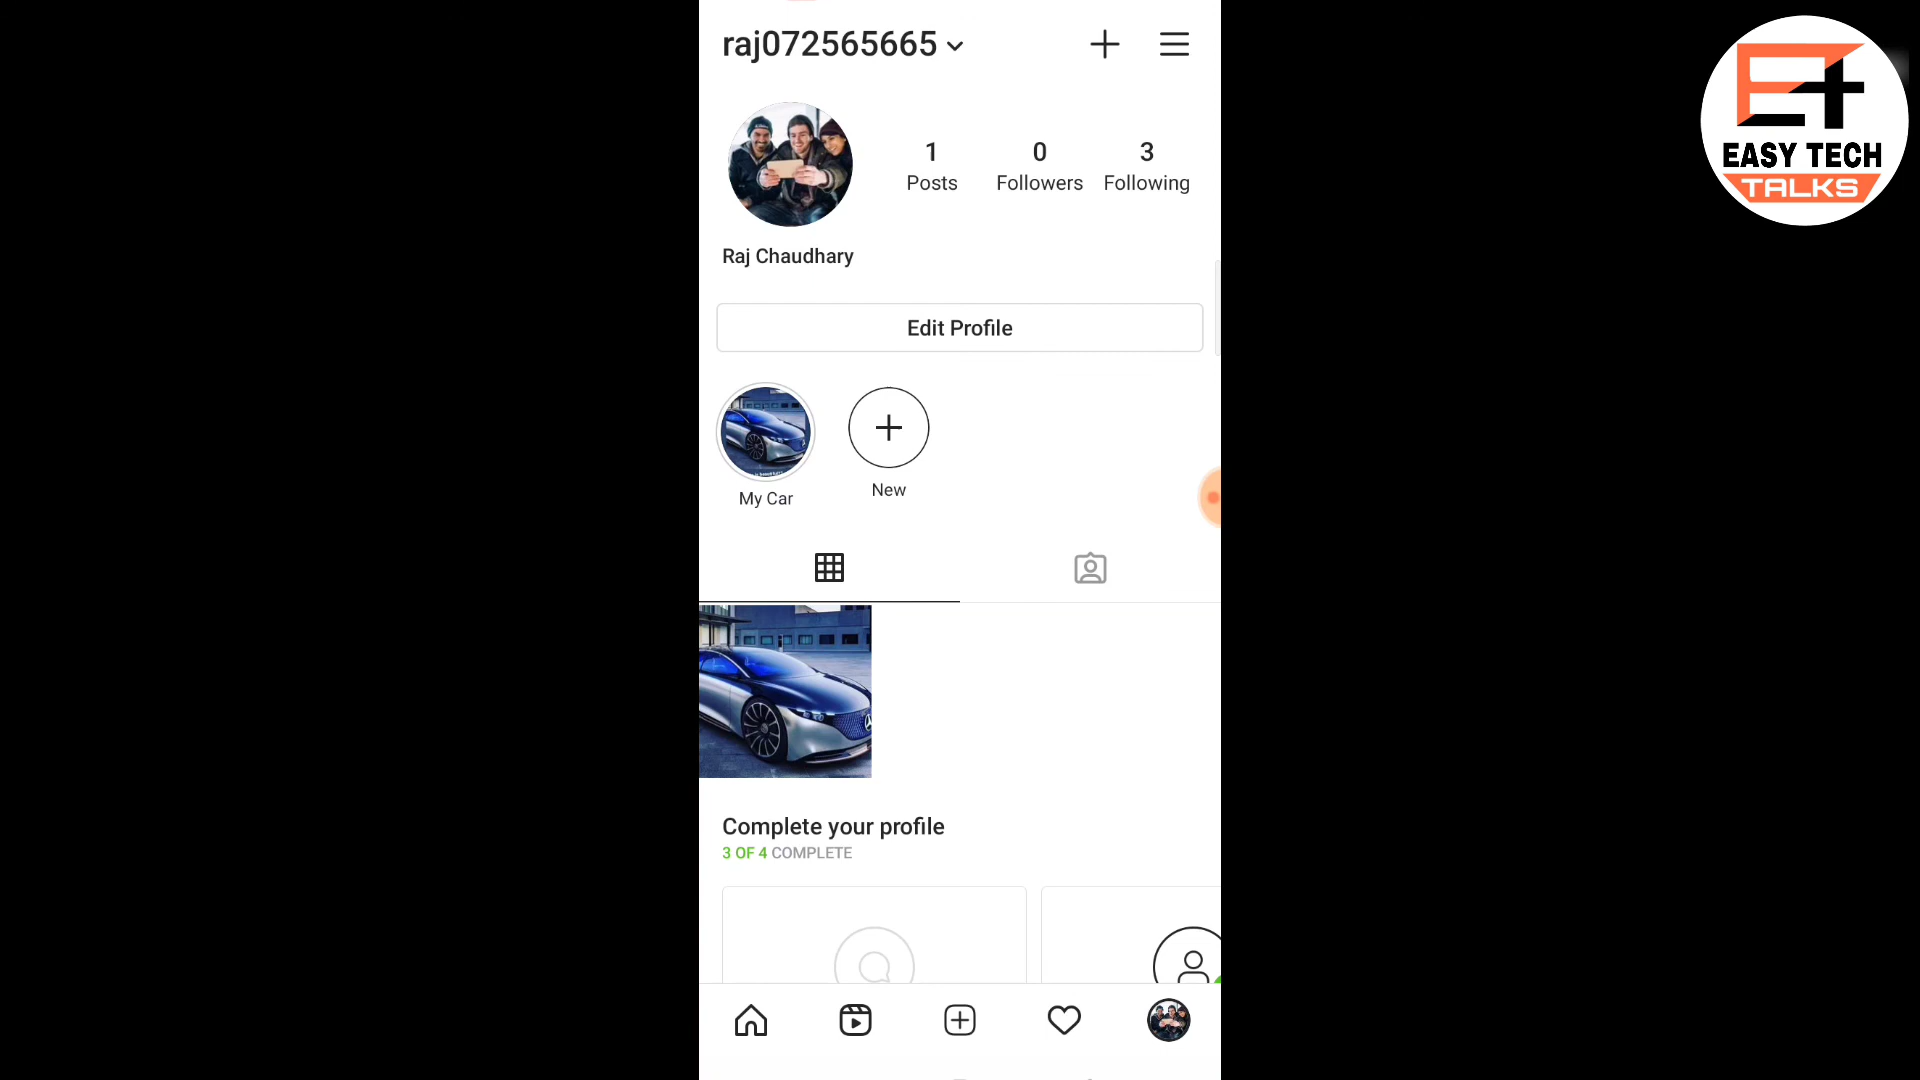 raj072565665
1
Posts
0
Followers
3
Following
Raj Chaudhary
Edit Profile
My Car
New
Complete your profile
3 OF 4 COMPLETE
EASY TECH
TALKS